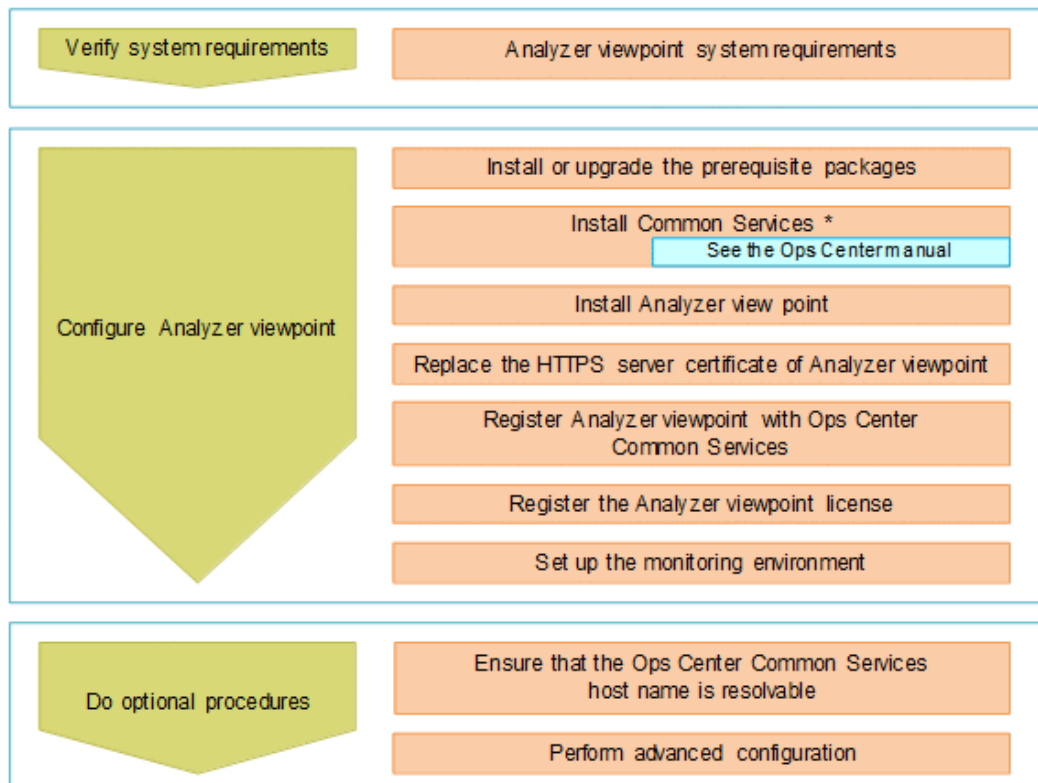 Verify system requirements
Analyzer viewpoint system requirements
Configure Analyzer viewpoint
Install or upgrade the prerequisite packages
Install Common Services *
See the Ops Center manual
Install Analyzer view point
Replace the HTTPS server certificate of Analyzer viewpoint
Register Analyzer viewpoint with Ops Center
Common Services
Register the Analyzer viewpoint license
Set up the monitoring environment
Do optional procedures
Ensure that the Ops Center Common Services
host name is resolvable
Perform advanced configuration